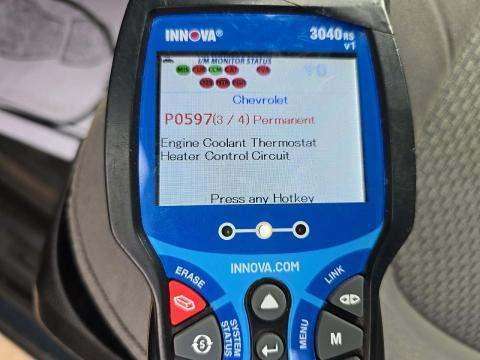 INNOVA®
3040RS
v1
I/M MONITOR STATUS
Chevrolet
P0597(3 / 4) Permanent
Engine Coolant Thermostat
Heater Control Circuit
Press any Hotkey
INNOVA.COM
ERASE
LINK
SYSTEM STATUS
MENU
S
M